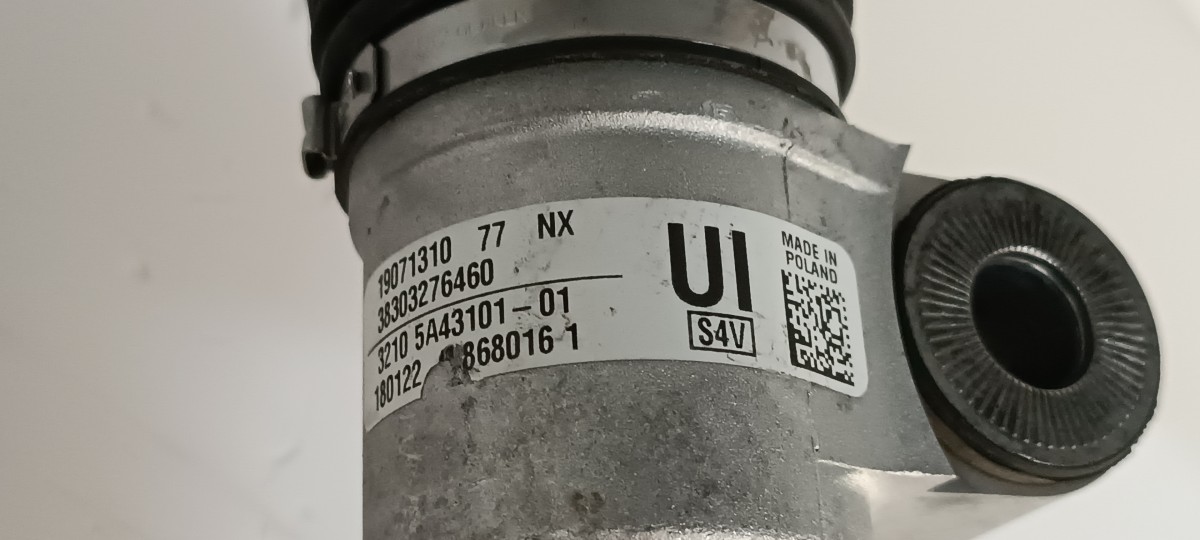 19071310 77 NX
38303276460
3210 5A43101-01
180122 868016 1
UI
S4V
MADE IN
POLAND